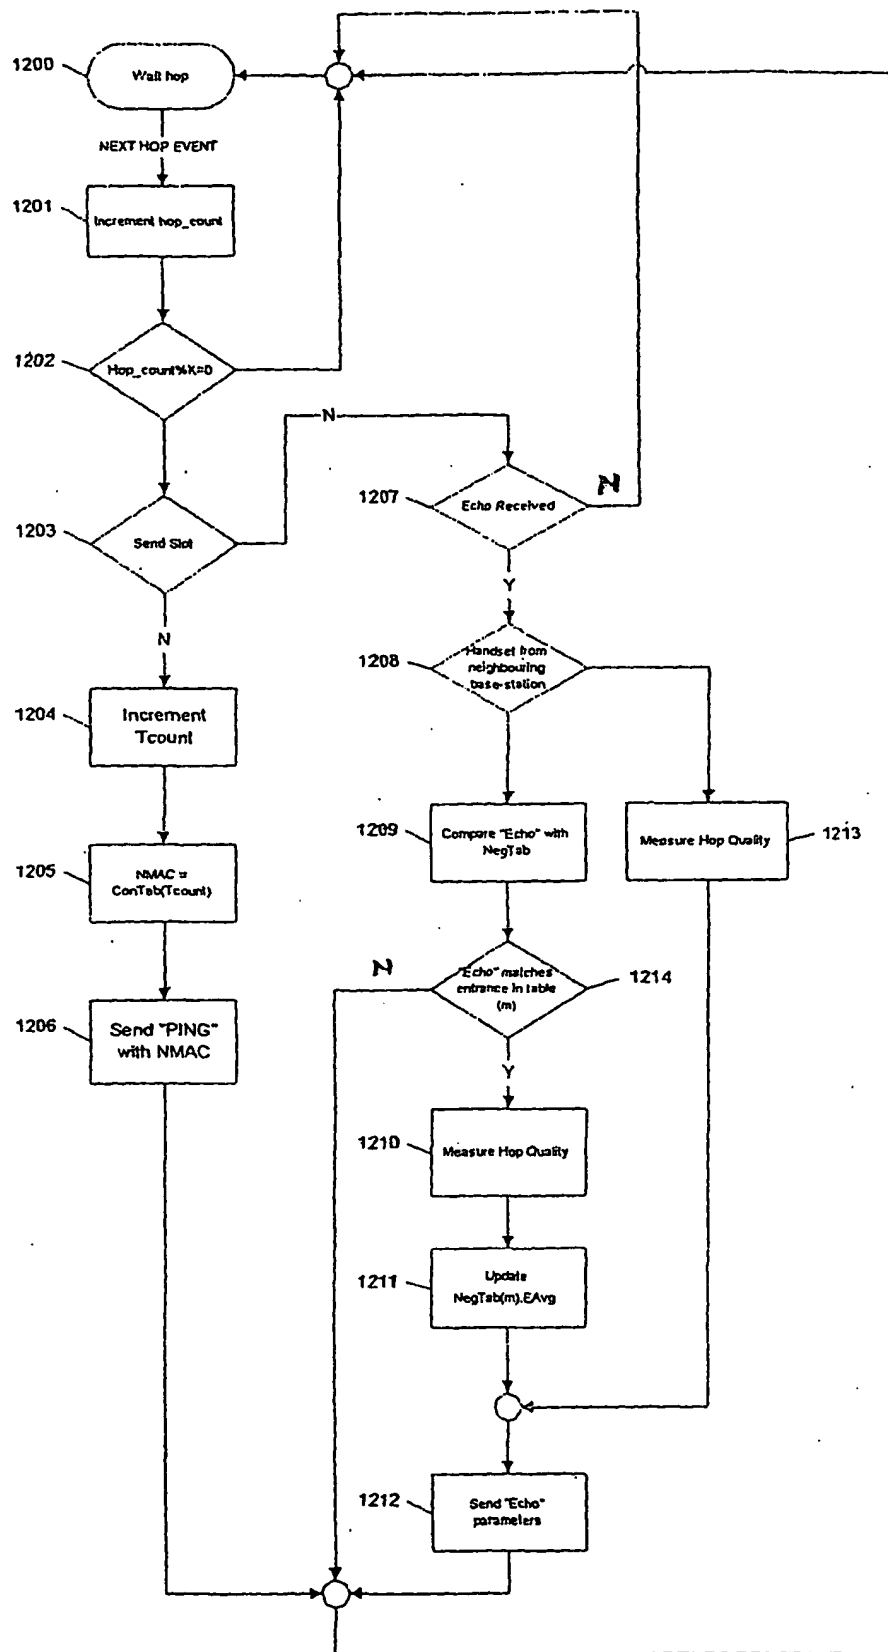 1200
Wait hop
NEXT HOP EVENT
1201
Increment hop_count
1202
Hop_count%K=0
N
1203
Send Slot
1207
Echo Received
N
Y
N
1208
Handset from
neighbouring
base-station
1204
Increment
Tcount
1209
Compare "Echo" with
NegTab
Measure Hop Quality
1213
1205
NMAC =
ConTab(Tcount)
N
"Echo" matches
entrance in table
(m)
1214
1206
Send "PING"
with NMAC
Y
1210
Measure Hop Quality
1211
Update
NegTab(m).EAvg
1212
Send "Echo"
parameters